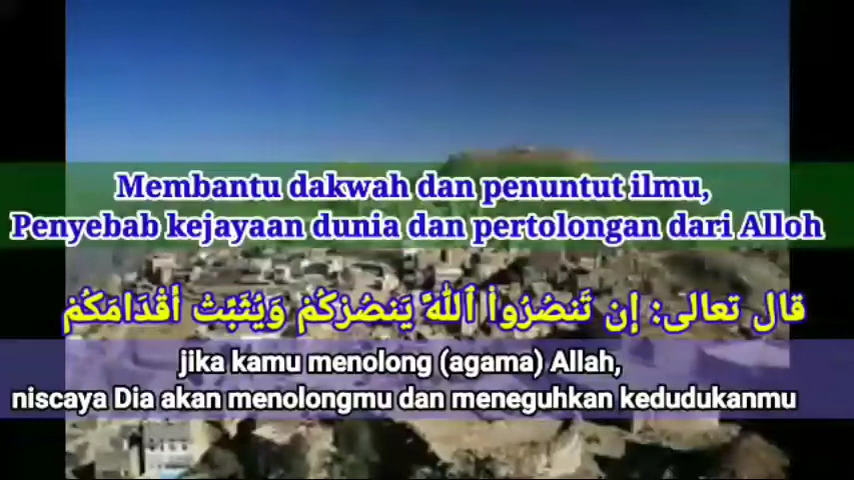 Membantu dakwah dan penuntut ilmu,
Penyebab kejayaan dunia dan pertolongan dari Alloh
قال تعالى: إِن تَنصُرُوا۟ ٱللَّهَ يَنصُرْكُمْ وَيُثَبِّتْ أَقْدَامَكُمْ
jika kamu menolong (agama) Allah,
niscaya Dia akan menolongmu dan meneguhkan kedudukanmu